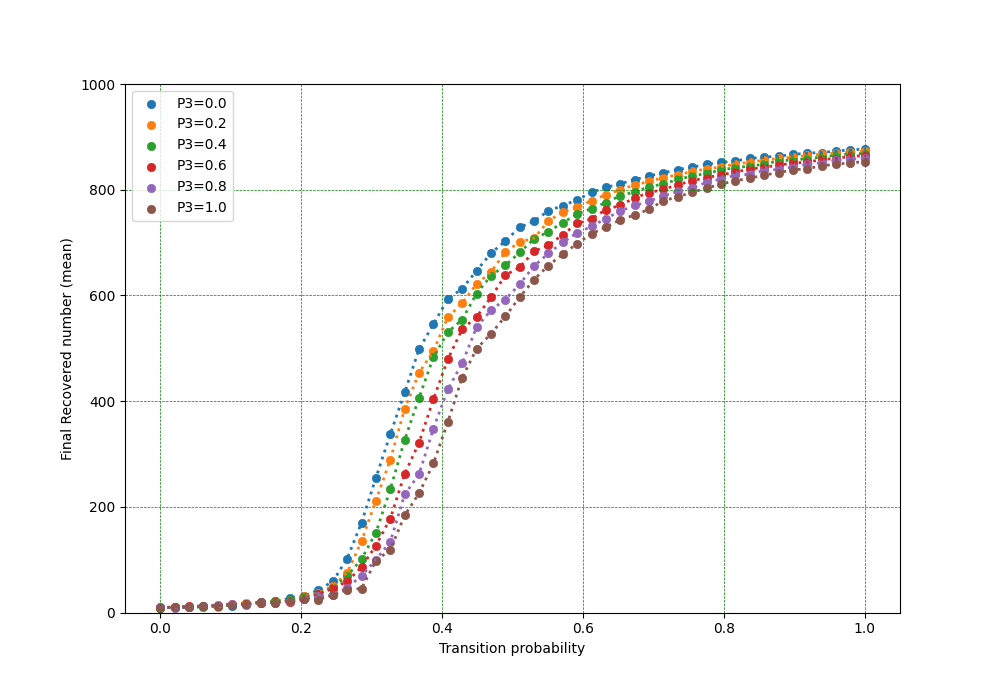 1000
800
600
400
200
0
Final Recovered number (mean)
P3=0.0
P3=0.2
P3=0.4
P3=0.6
P3=0.8
P3=1.0
0.0 0.2 0.4 0.6 0.8 1.0
Transition probability